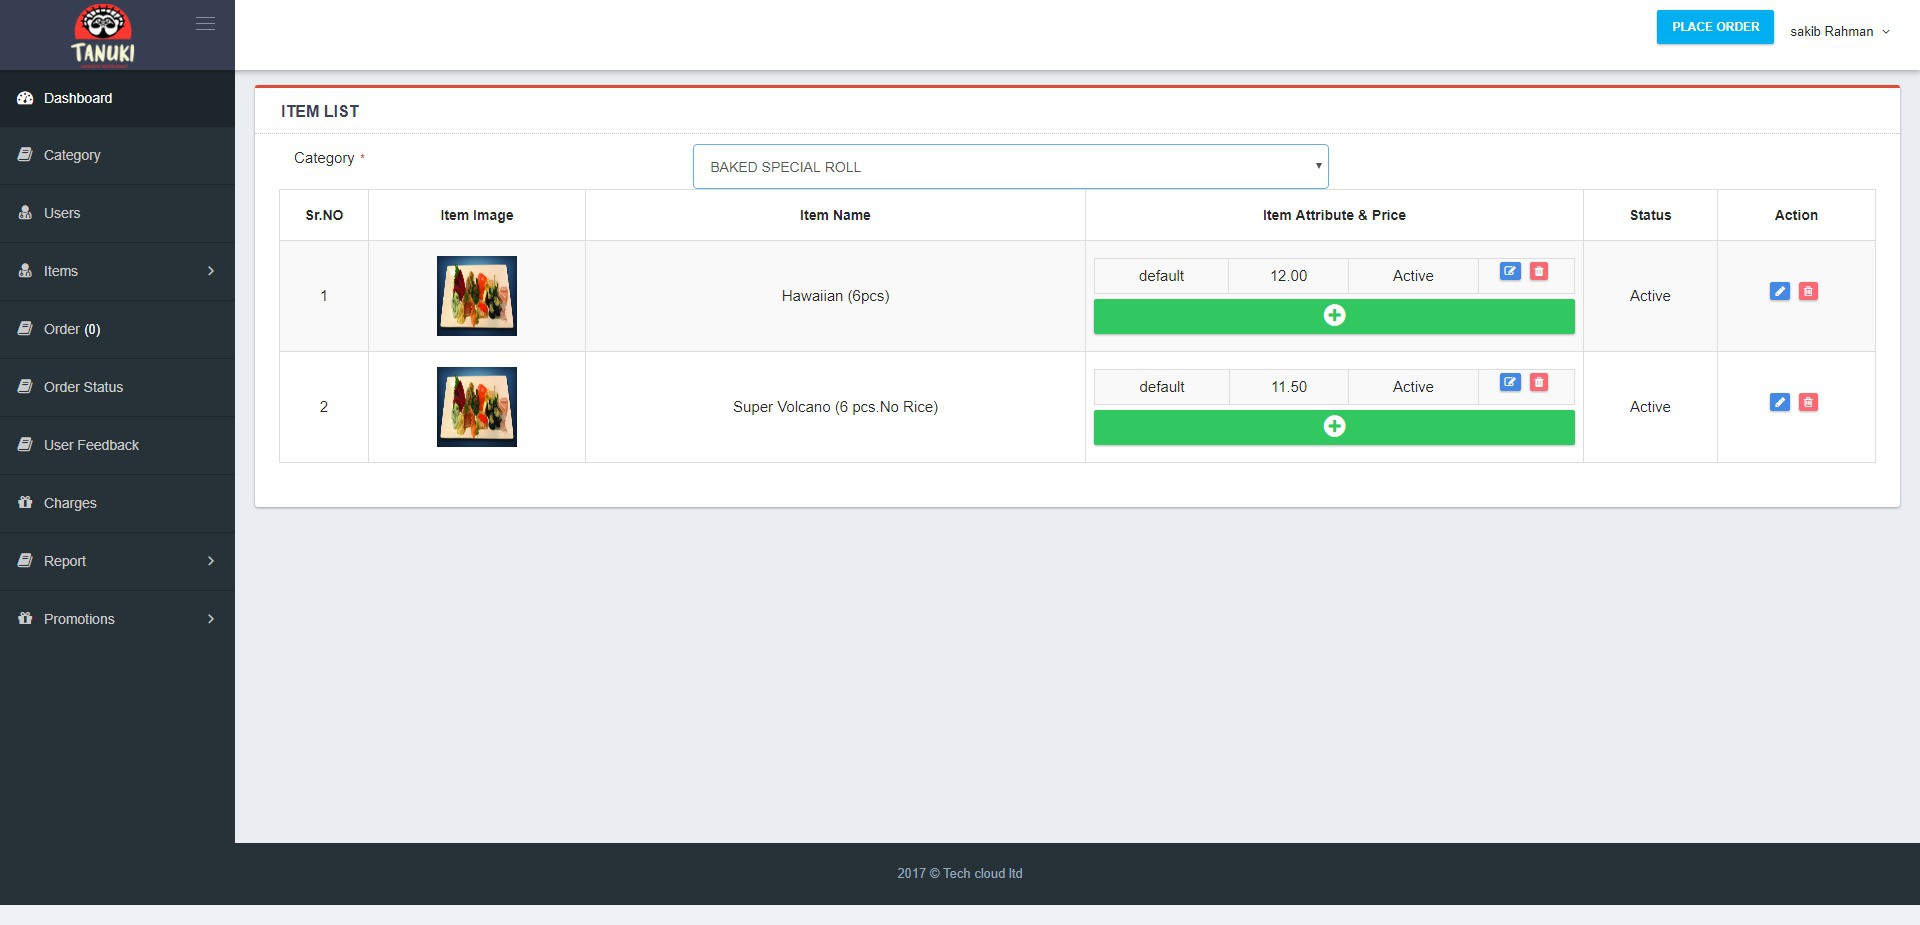 TANUKI
PLACE ORDER
sakib Rahman
Dashboard
Category
Users
Items
Order (0)
Order Status
User Feedback
Charges
Report
Promotions
ITEM LIST
Category *
BAKED SPECIAL ROLL
Sr.NO Item Image Item Name Item Attribute & Price Status Action
1 Hawaiian (6pcs) default 12.00 Active Active
2 Super Volcano (6 pcs.No Rice) default 11.50 Active Active
2017 © Tech cloud ltd